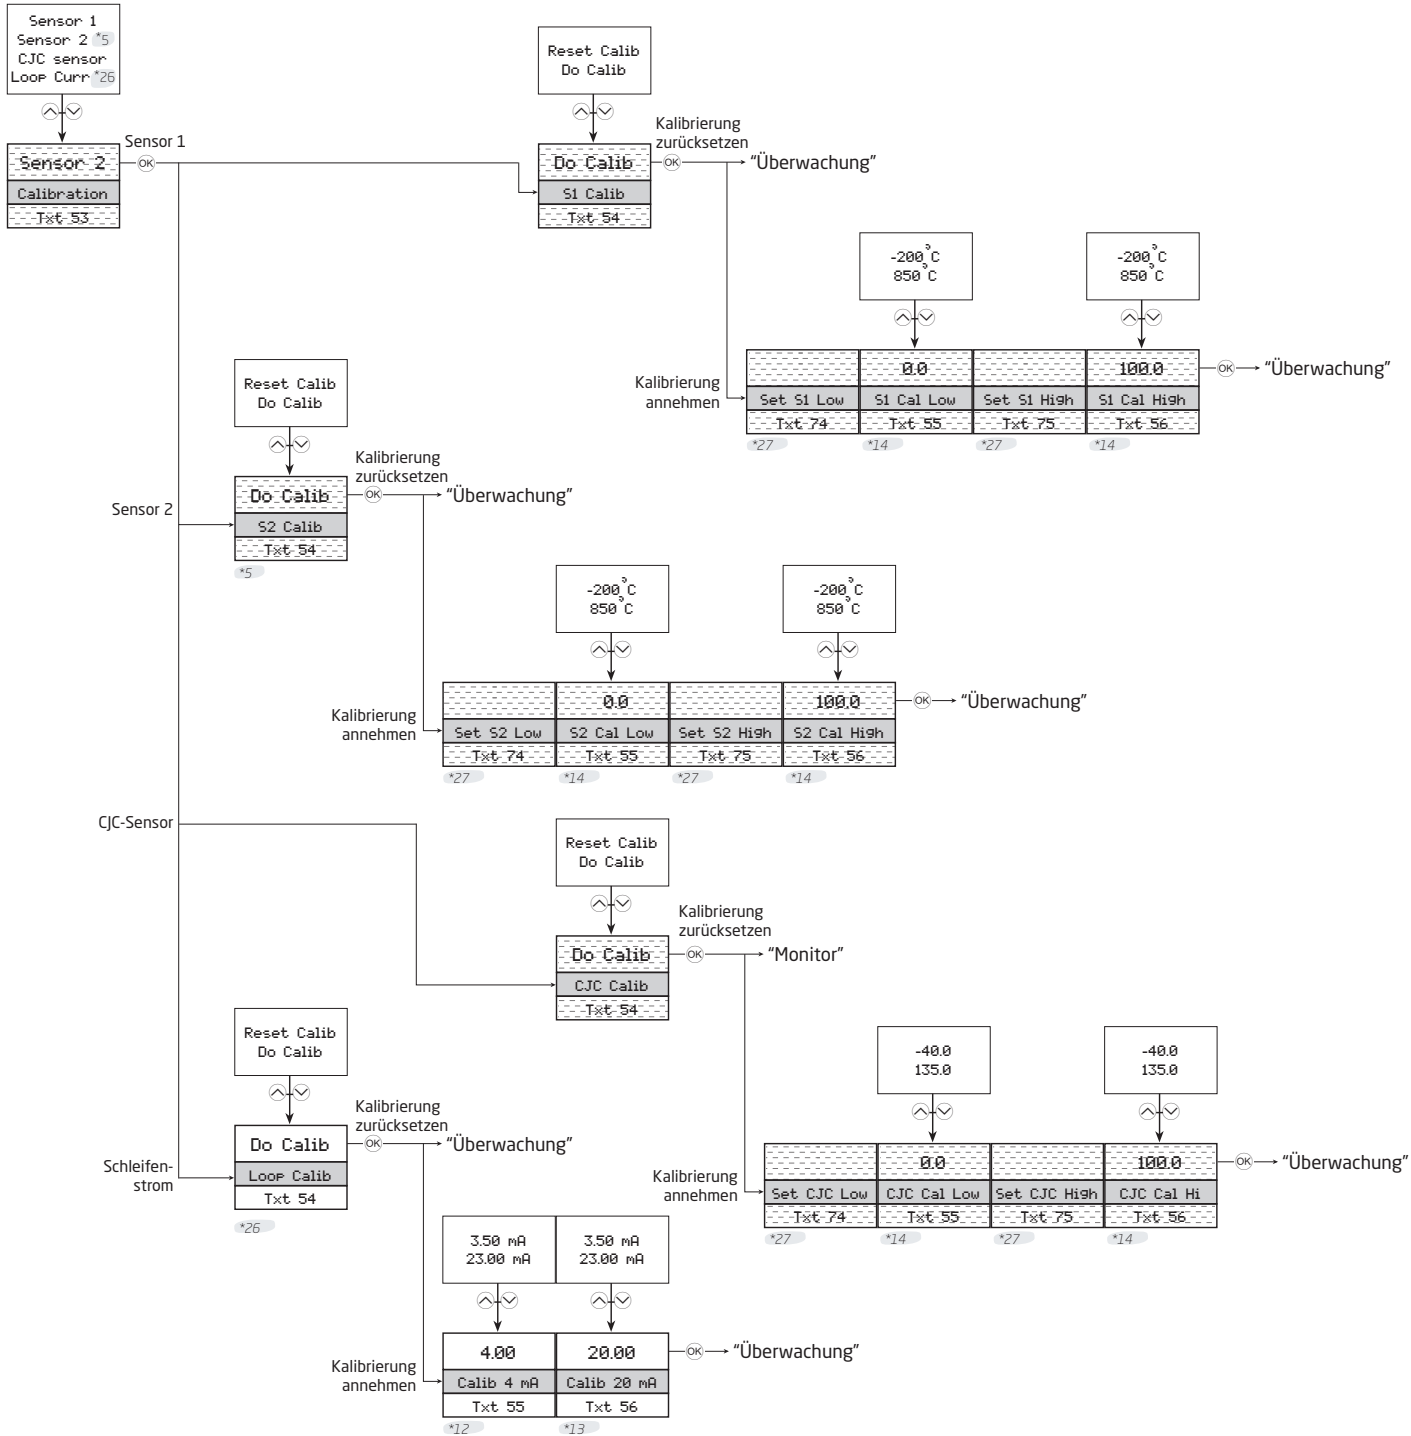 Sensor 1
Sensor 2 *5
CJC sensor
Loop Curr *26
Sensor 2
Calibration
Txt 53
OK
Sensor 1
Reset Calib
Do Calib
Do Calib
S1 Calib
Txt 54
Kalibrierung
zurücksetzen
OK
"Überwachung"
-200°C
850°C
-200°C
850°C
Kalibrierung
annehmen
0.0
100.0
Set S1 Low
S1 Cal Low
Set S1 High
S1 Cal High
Txt 74
Txt 55
Txt 75
Txt 56
*27
*14
*27
*14
OK
"Überwachung"
Sensor 2
Reset Calib
Do Calib
Do Calib
S2 Calib
Txt 54
*5
Kalibrierung
zurücksetzen
OK
"Überwachung"
-200°C
850°C
-200°C
850°C
Kalibrierung
annehmen
0.0
100.0
Set S2 Low
S2 Cal Low
Set S2 High
S2 Cal High
Txt 74
Txt 55
Txt 75
Txt 56
*27
*14
*27
*14
OK
"Überwachung"
CJC-Sensor
Reset Calib
Do Calib
Do Calib
CJC Calib
Txt 54
Kalibrierung
zurücksetzen
OK
"Monitor"
-40.0
135.0
-40.0
135.0
Kalibrierung
annehmen
0.0
100.0
Set CJC Low
CJC Cal Low
Set CJC High
CJC Cal Hi
Txt 74
Txt 55
Txt 75
Txt 56
*27
*14
*27
*14
OK
"Überwachung"
Schleifen-
strom
Reset Calib
Do Calib
Do Calib
Loop Calib
Txt 54
*26
Kalibrierung
zurücksetzen
OK
"Überwachung"
3.50 mA
23.00 mA
3.50 mA
23.00 mA
Kalibrierung
annehmen
4.00
20.00
Calib 4 mA
Calib 20 mA
Txt 55
Txt 56
*12
*13
OK
"Überwachung"